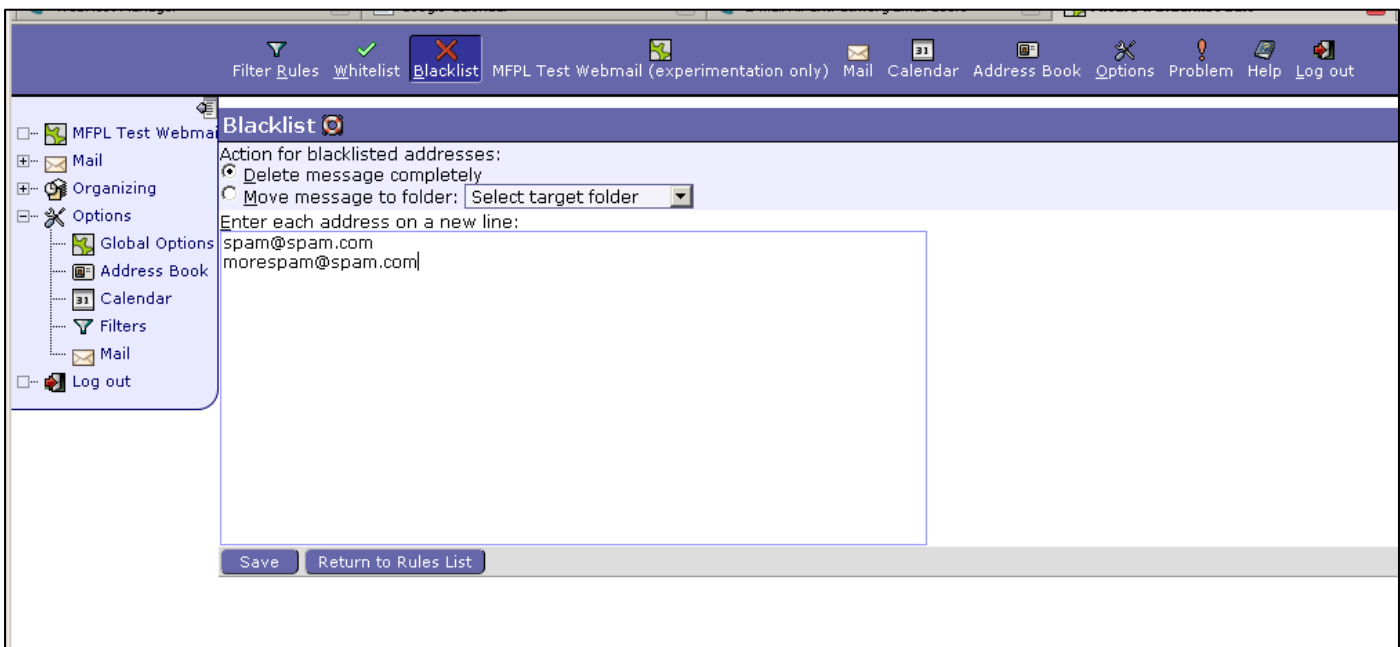 Filter Rules Whitelist Blacklist MFPL Test Webmail (experimentation only) Mail 31 Calendar Address Book Options Problem Help Log out
MFPL Test Webmai
Mail
Organizing
Options
Global Options
Address Book
31 Calendar
Filters
Mail
Log out
Blacklist
Action for blacklisted addresses:
Delete message completely
Move message to folder: Select target folder
Enter each address on a new line:
spam@spam.com
morespam@spam.com
Save Return to Rules List